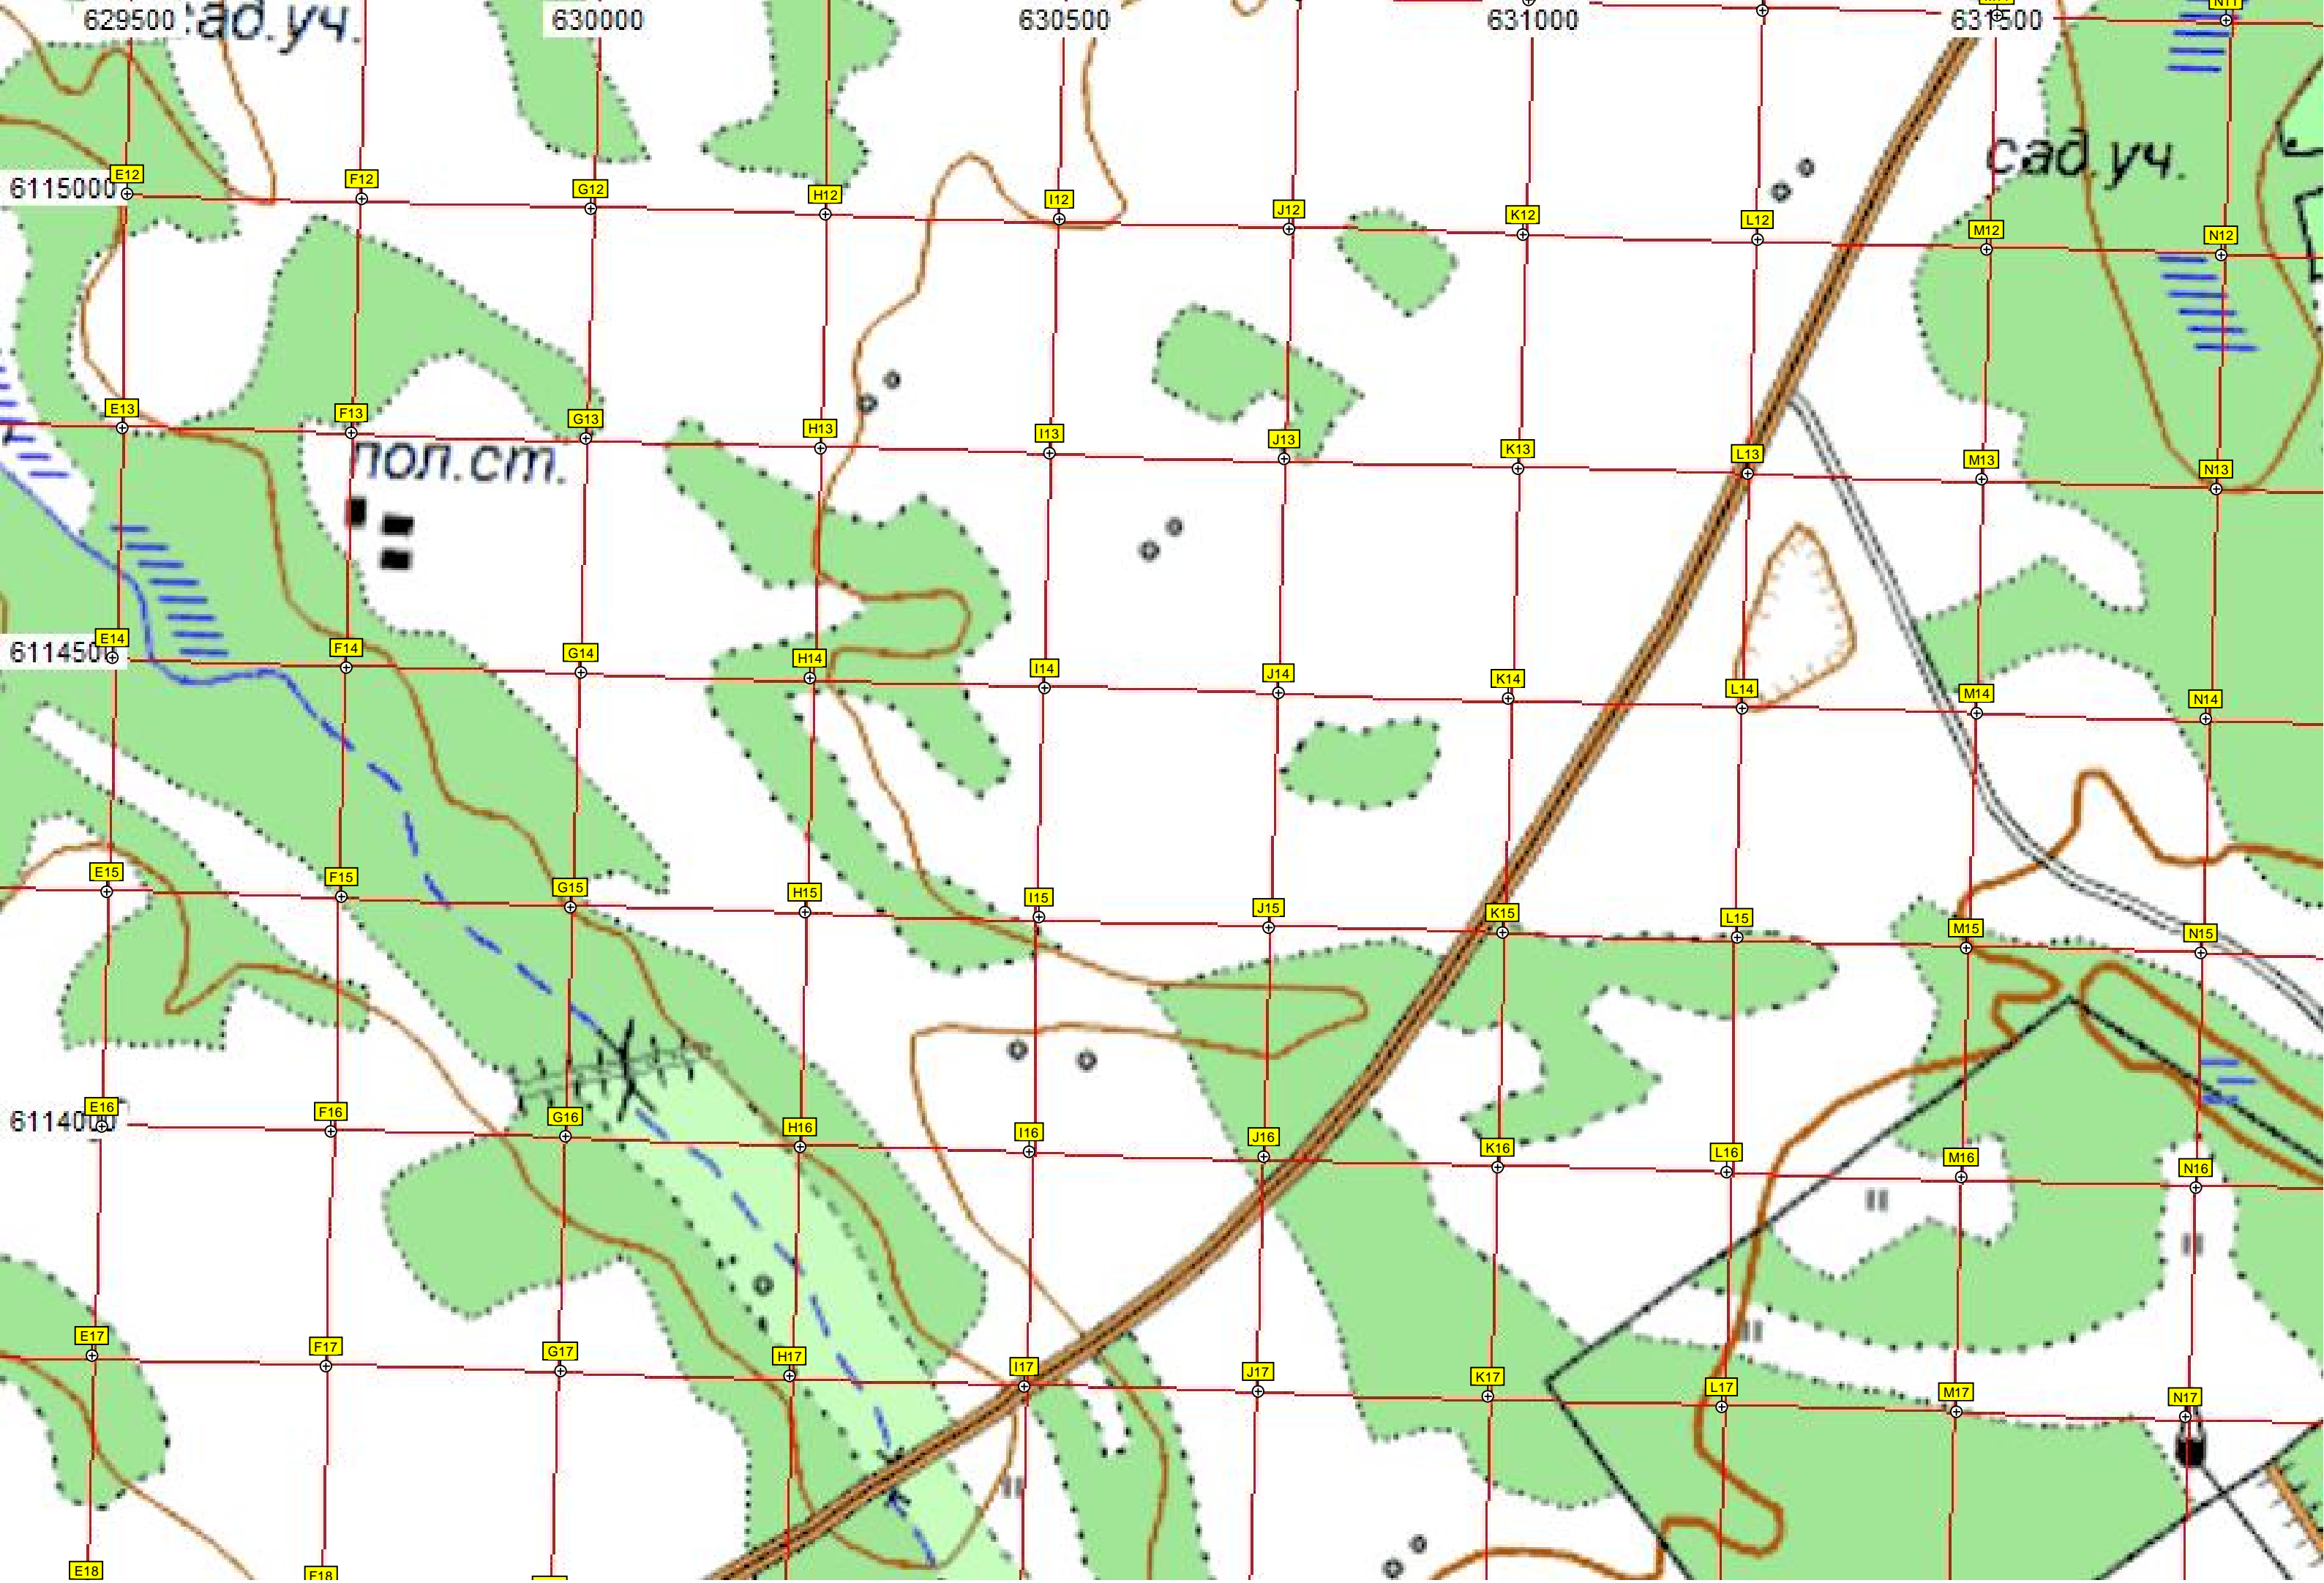 629500 630000 630500 631000 631500
сад.уч.
N11
сад.уч.
6115000 E12 F12 G12 H12 I12 J12 K12 L12 M12 N12
E13 F13 G13 H13 I13 J13 K13 L13 M13 N13
пол.ст.
6114500 E14 F14 G14 H14 I14 J14 K14 L14 M14 N14
E15 F15 G15 H15 I15 J15 K15 L15 M15 N15
6114000 E16 F16 G16 H16 I16 J16 K16 L16 M16 N16
E17 F17 G17 H17 I17 J17 K17 L17 M17 N17
E18 F18